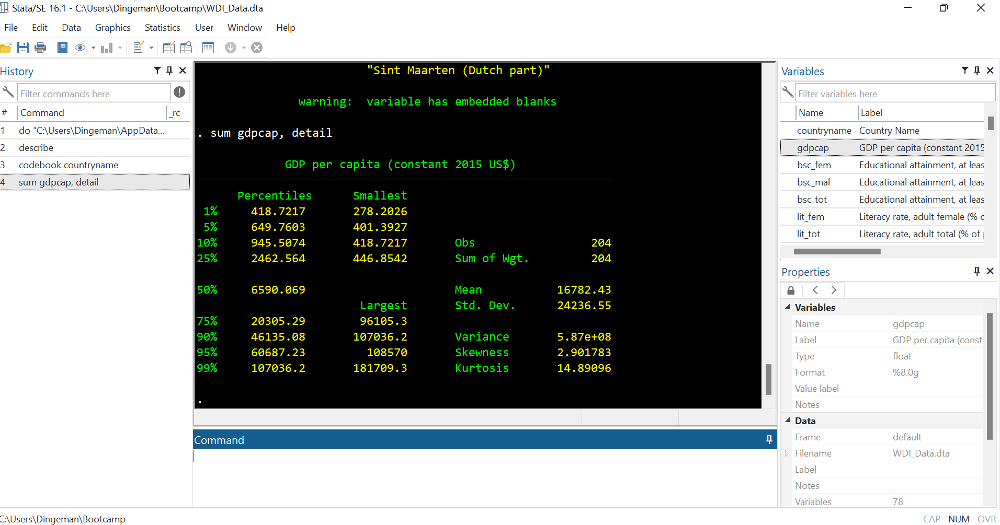 Stata/SE 16.1 - C:\Users\Dingeman\Bootcamp\WDI_Data.dta
File Edit Data Graphics Statistics User Window Help
History
Filter commands here
# Command _rc
1 do "C:\Users\Dingeman\AppData...
2 describe
3 codebook countryname
4 sum gdpcap, detail
"Sint Maarten (Dutch part)"
warning: variable has embedded blanks
. sum gdpcap, detail
GDP per capita (constant 2015 US$)
Percentiles Smallest
1% 418.7217 278.2026
5% 649.7603 401.3927
10% 945.5074 418.7217 Obs 204
25% 2462.564 446.8542 Sum of Wgt. 204
50% 6590.069 Mean 16782.43
Largest Std. Dev. 24236.55
75% 20305.29 96105.3
90% 46135.08 107036.2 Variance 5.87e+08
95% 60687.23 108570 Skewness 2.901783
99% 107036.2 181709.3 Kurtosis 14.89096
.
Command
Variables
Filter variables here
Name Label
countryname Country Name
gdpcap GDP per capita (constant 2015
bsc_fem Educational attainment, at leas
bsc_mal Educational attainment, at leas
bsc_tot Educational attainment, at leas
lit_fem Literacy rate, adult female (% c
lit_tot Literacy rate, adult total (% of
Properties
Variables
Name gdpcap
Label GDP per capita (const
Type float
Format %8.0g
Value label
Notes
Data
Frame default
Filename WDI_Data.dta
Label
Notes
Variables 78
C:\Users\Dingeman\Bootcamp
CAP NUM OVR